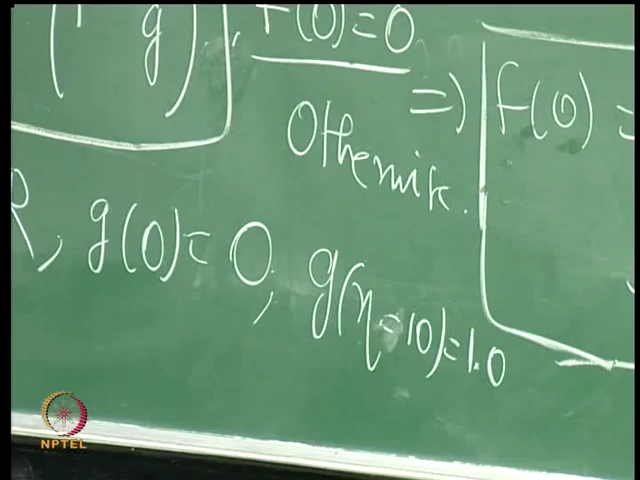 g
, F(0) = 0
=> F(0) =
Otherwise.
R, g(0) = 0, g(η = 10) = 1.0
NPTEL